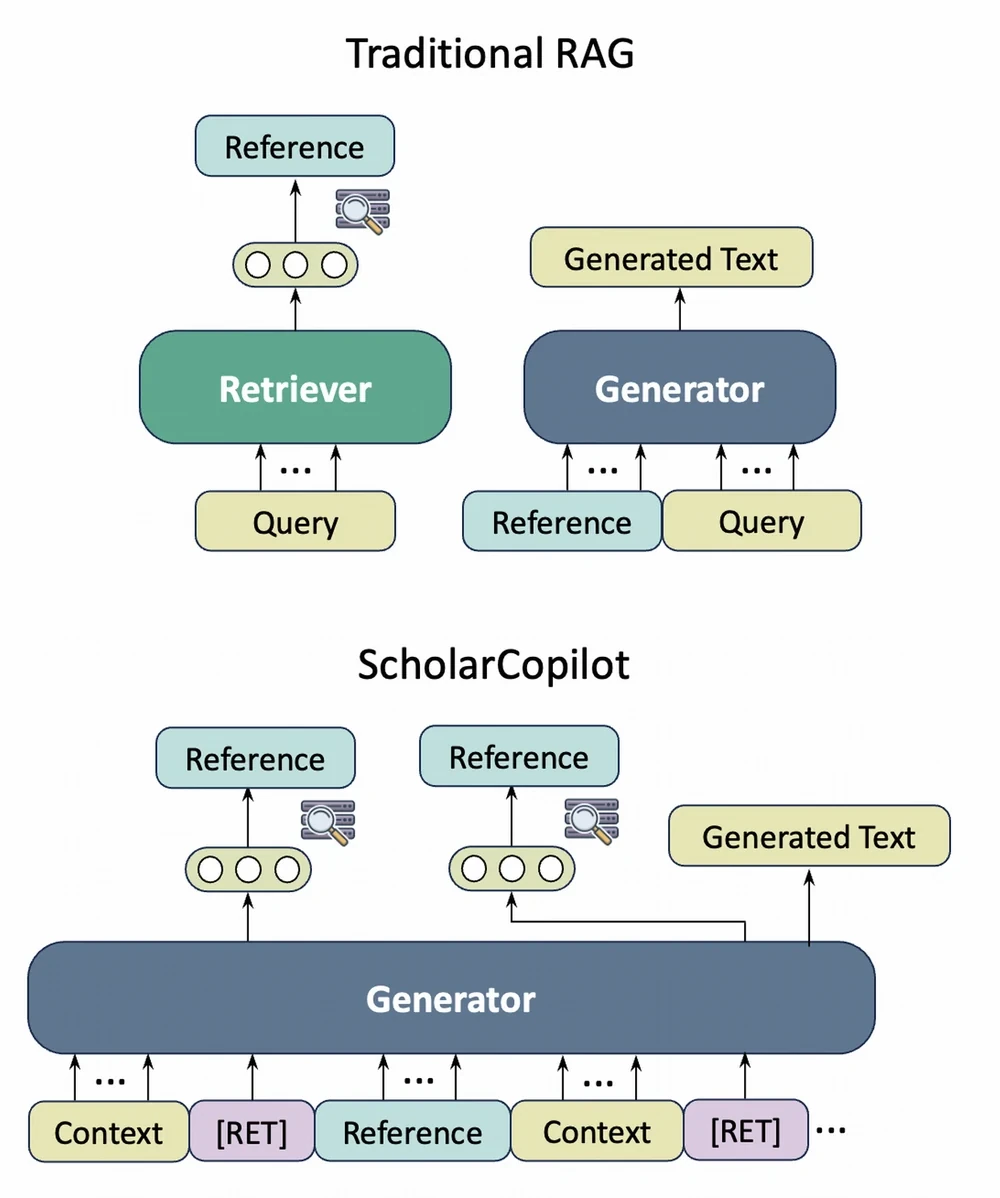 Traditional RAG
Reference
Generated Text
Retriever
Generator
...
...
...
Query
Reference
Query
ScholarCopilot
Reference
Reference
Generated Text
Generator
...
...
...
Context
[RET]
Reference
Context
[RET]
...